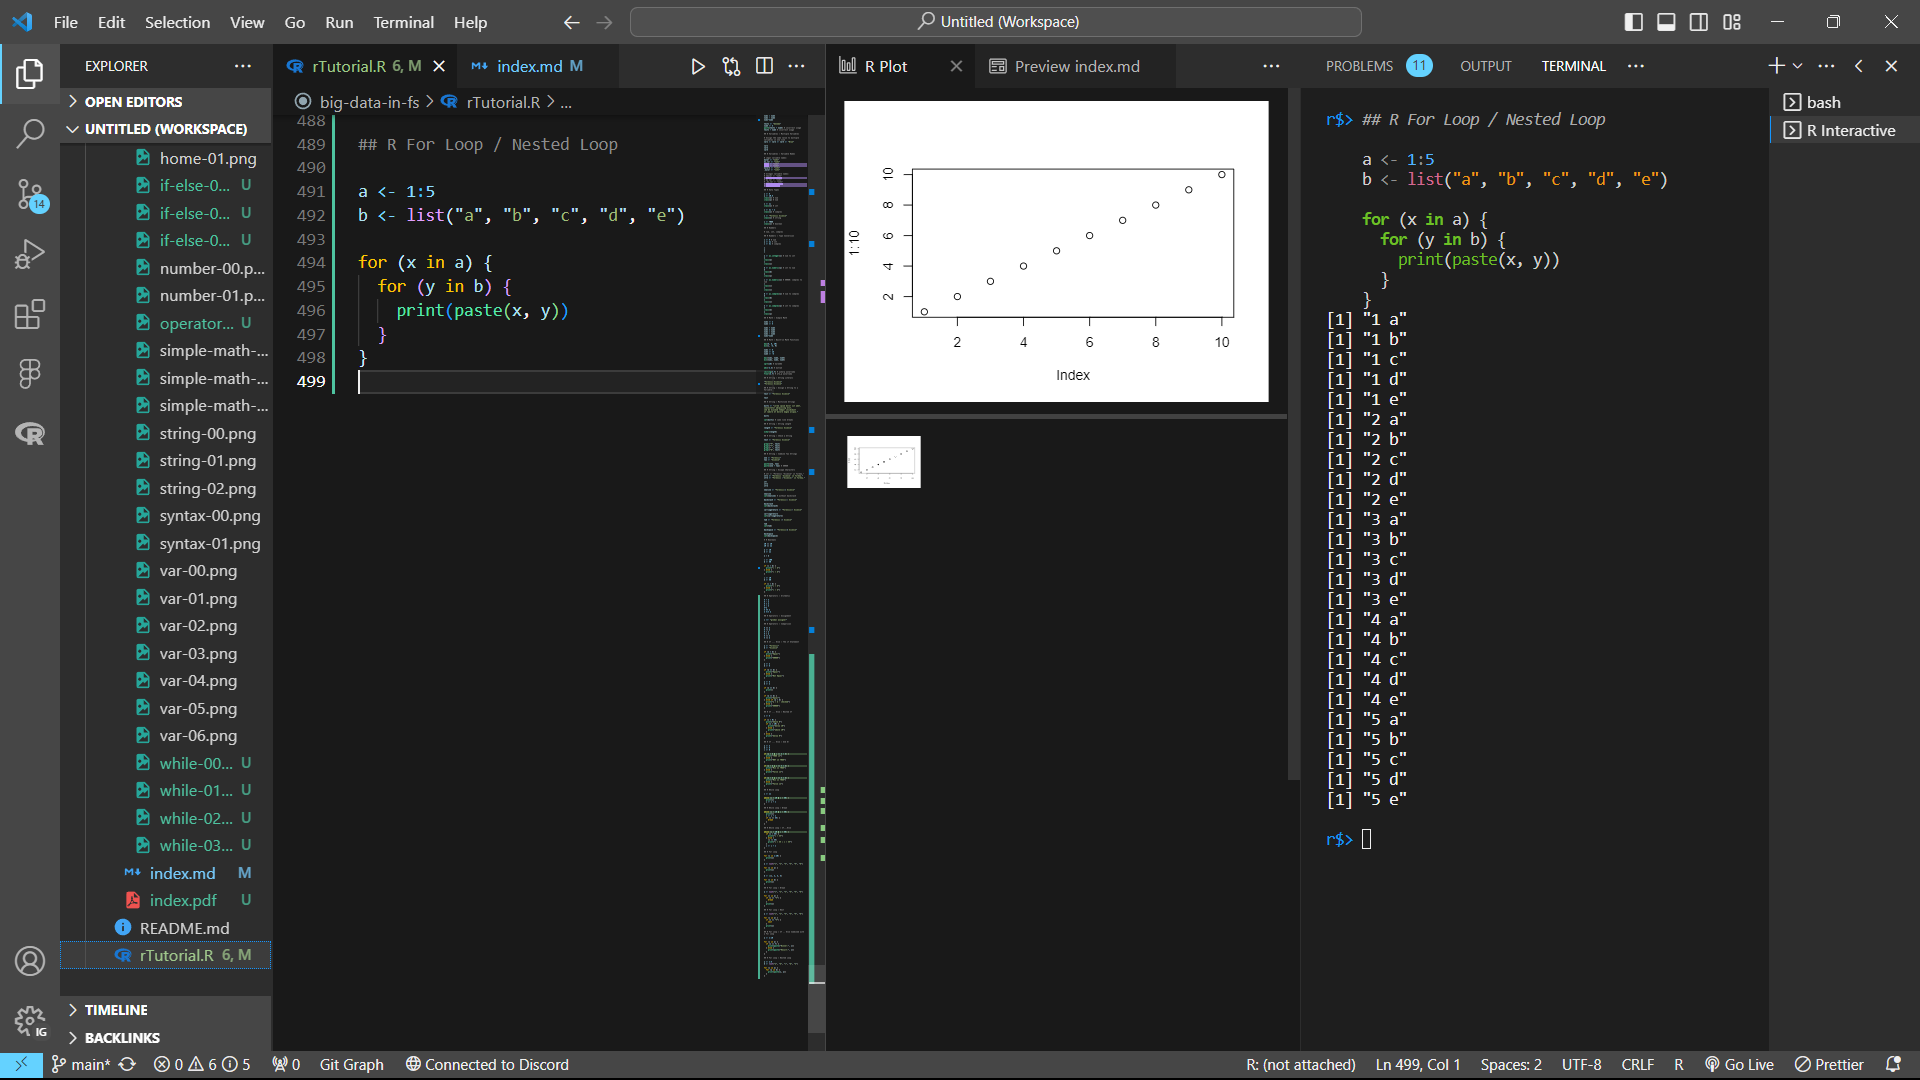 File Edit Selection View Go Run Terminal Help
Untitled (Workspace)
EXPLORER
OPEN EDITORS
UNTITLED (WORKSPACE)
home-01.png
if-else-0... U
if-else-0... U
if-else-0... U
number-00.p...
number-01.p...
operator... U
simple-math-...
simple-math-...
simple-math-...
string-00.png
string-01.png
string-02.png
syntax-00.png
syntax-01.png
var-00.png
var-01.png
var-02.png
var-03.png
var-04.png
var-05.png
var-06.png
while-00... U
while-01... U
while-02... U
while-03... U
index.md M
index.pdf U
README.md
rTutorial.R 6, M
TIMELINE
BACKLINKS
14
IG
rTutorial.R 6, M
index.md M
big-data-in-fs > rTutorial.R > ...
488
489 ## R For Loop / Nested Loop
490
491 a <- 1:5
492 b <- list("a", "b", "c", "d", "e")
493
494 for (x in a) {
495 for (y in b) {
496 print(paste(x, y))
497 }
498 }
499
R Plot
Preview index.md
1:10
10
8
6
4
2
2 4 6 8 10
Index
PROBLEMS 11 OUTPUT TERMINAL
bash
R Interactive
r$> ## R For Loop / Nested Loop
a <- 1:5
b <- list("a", "b", "c", "d", "e")
for (x in a) {
for (y in b) {
print(paste(x, y))
}
}
[1] "1 a"
[1] "1 b"
[1] "1 c"
[1] "1 d"
[1] "1 e"
[1] "2 a"
[1] "2 b"
[1] "2 c"
[1] "2 d"
[1] "2 e"
[1] "3 a"
[1] "3 b"
[1] "3 c"
[1] "3 d"
[1] "3 e"
[1] "4 a"
[1] "4 b"
[1] "4 c"
[1] "4 d"
[1] "4 e"
[1] "5 a"
[1] "5 b"
[1] "5 c"
[1] "5 d"
[1] "5 e"
r$>
main* 0 6 5 0 Git Graph Connected to Discord
R: (not attached) Ln 499, Col 1 Spaces: 2 UTF-8 CRLF R Go Live Prettier